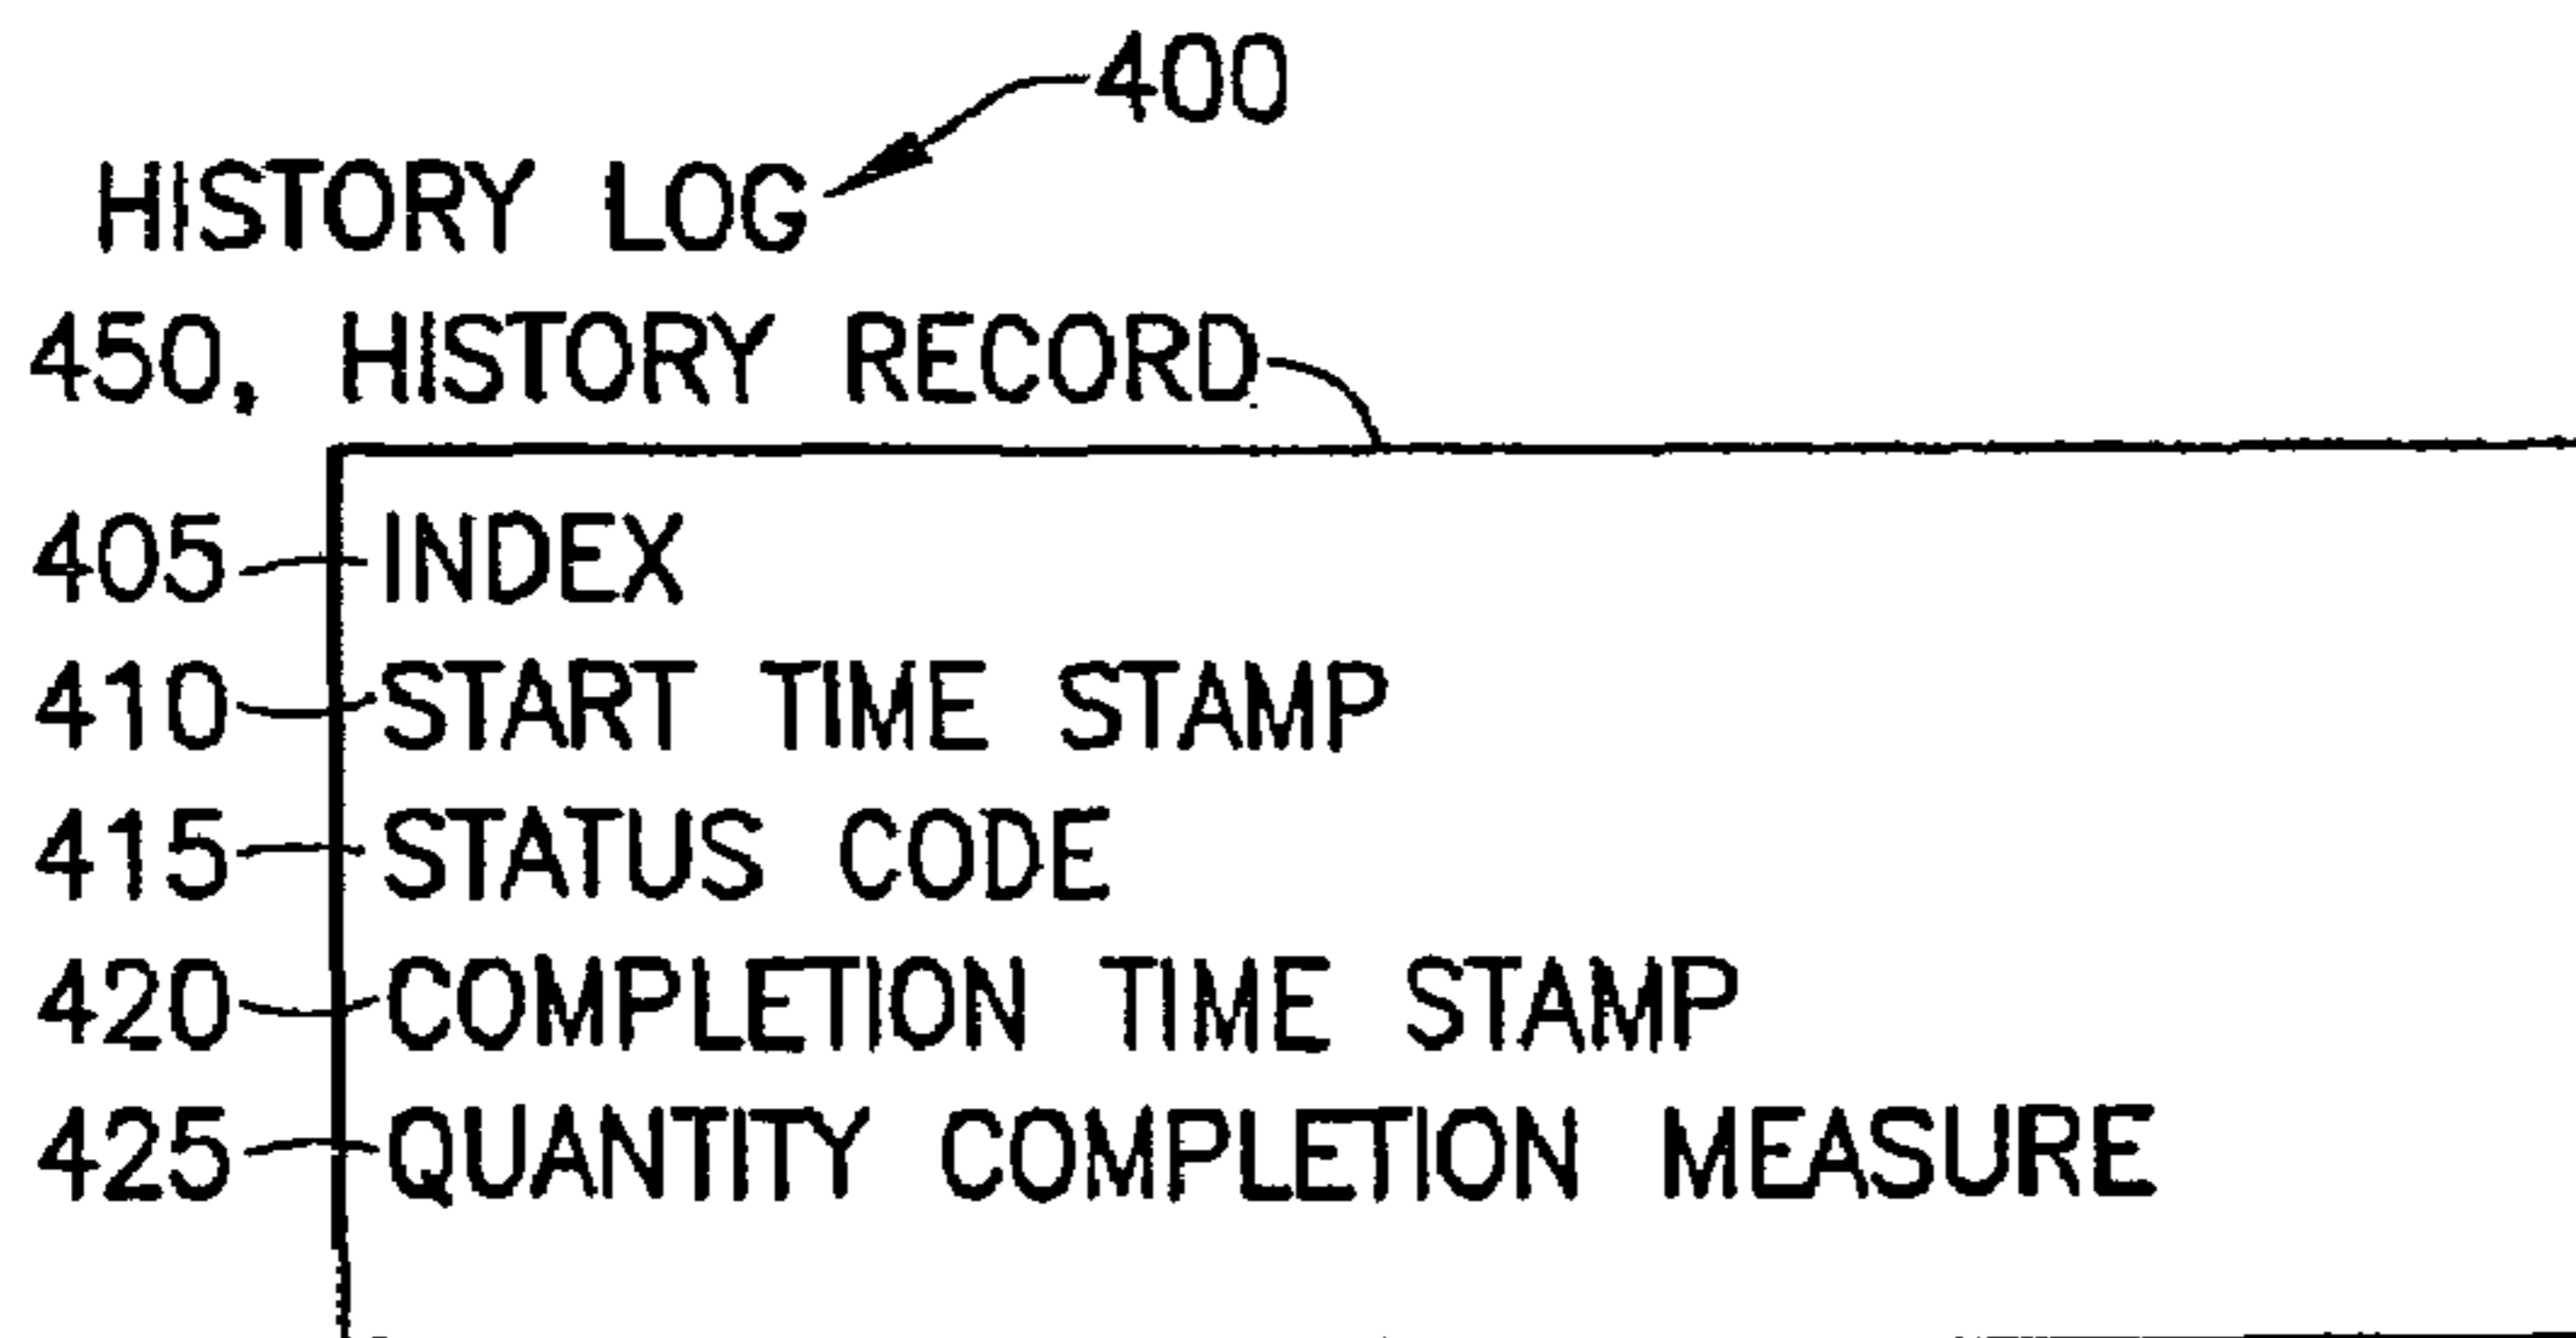 400
HISTORY LOG
450, HISTORY RECORD
405 INDEX
410 START TIME STAMP
415 STATUS CODE
420 COMPLETION TIME STAMP
425 QUANTITY COMPLETION MEASURE